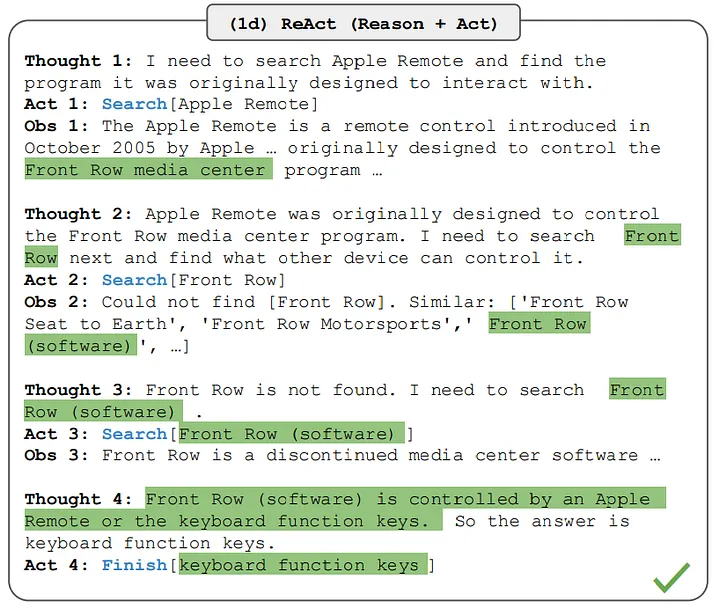 (1d) ReAct (Reason + Act)
Thought 1: I need to search Apple Remote and find the
program it was originally designed to interact with.
Act 1: Search[Apple Remote]
Obs 1: The Apple Remote is a remote control introduced in
October 2005 by Apple … originally designed to control the
Front Row media center program …
Thought 2: Apple Remote was originally designed to control
the Front Row media center program. I need to search Front
Row next and find what other device can control it.
Act 2: Search[Front Row]
Obs 2: Could not find [Front Row]. Similar: ['Front Row
Seat to Earth', 'Front Row Motorsports',' Front Row
(software)', …]
Thought 3: Front Row is not found. I need to search Front
Row (software) .
Act 3: Search[Front Row (software) ]
Obs 3: Front Row is a discontinued media center software …
Thought 4: Front Row (software) is controlled by an Apple
Remote or the keyboard function keys. So the answer is
keyboard function keys.
Act 4: Finish[keyboard function keys ]